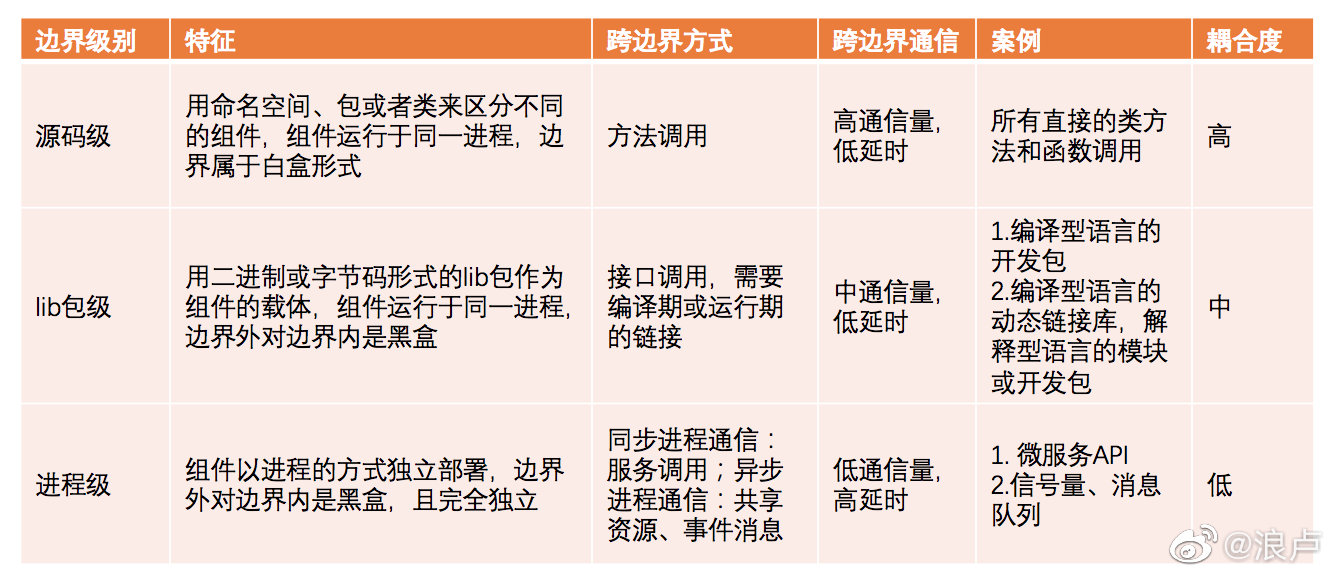 边界级别
特征
跨边界方式
跨边界通信
案例
耦合度
源码级
用命名空间、包或者类来区分不同
的组件，组件运行于同一进程，边
界属于白盒形式
方法调用
高通信量，
低延时
所有直接的类方
法和函数调用
高
lib包级
用二进制或字节码形式的lib包作为
组件的载体，组件运行于同一进程，
边界外对边界内是黑盒
接口调用，需要
编译期或运行期
的链接
中通信量，
低延时
1.编译型语言的
开发包
2.编译型语言的
动态链接库，解
释型语言的模块
或开发包
中
进程级
组件以进程的方式独立部署，边界
外对边界内是黑盒，且完全独立
同步进程通信：
服务调用；异步
进程通信：共享
资源、事件消息
低通信量，
高延时
1. 微服务API
2.信号量、消息
队列
低
@浪卢